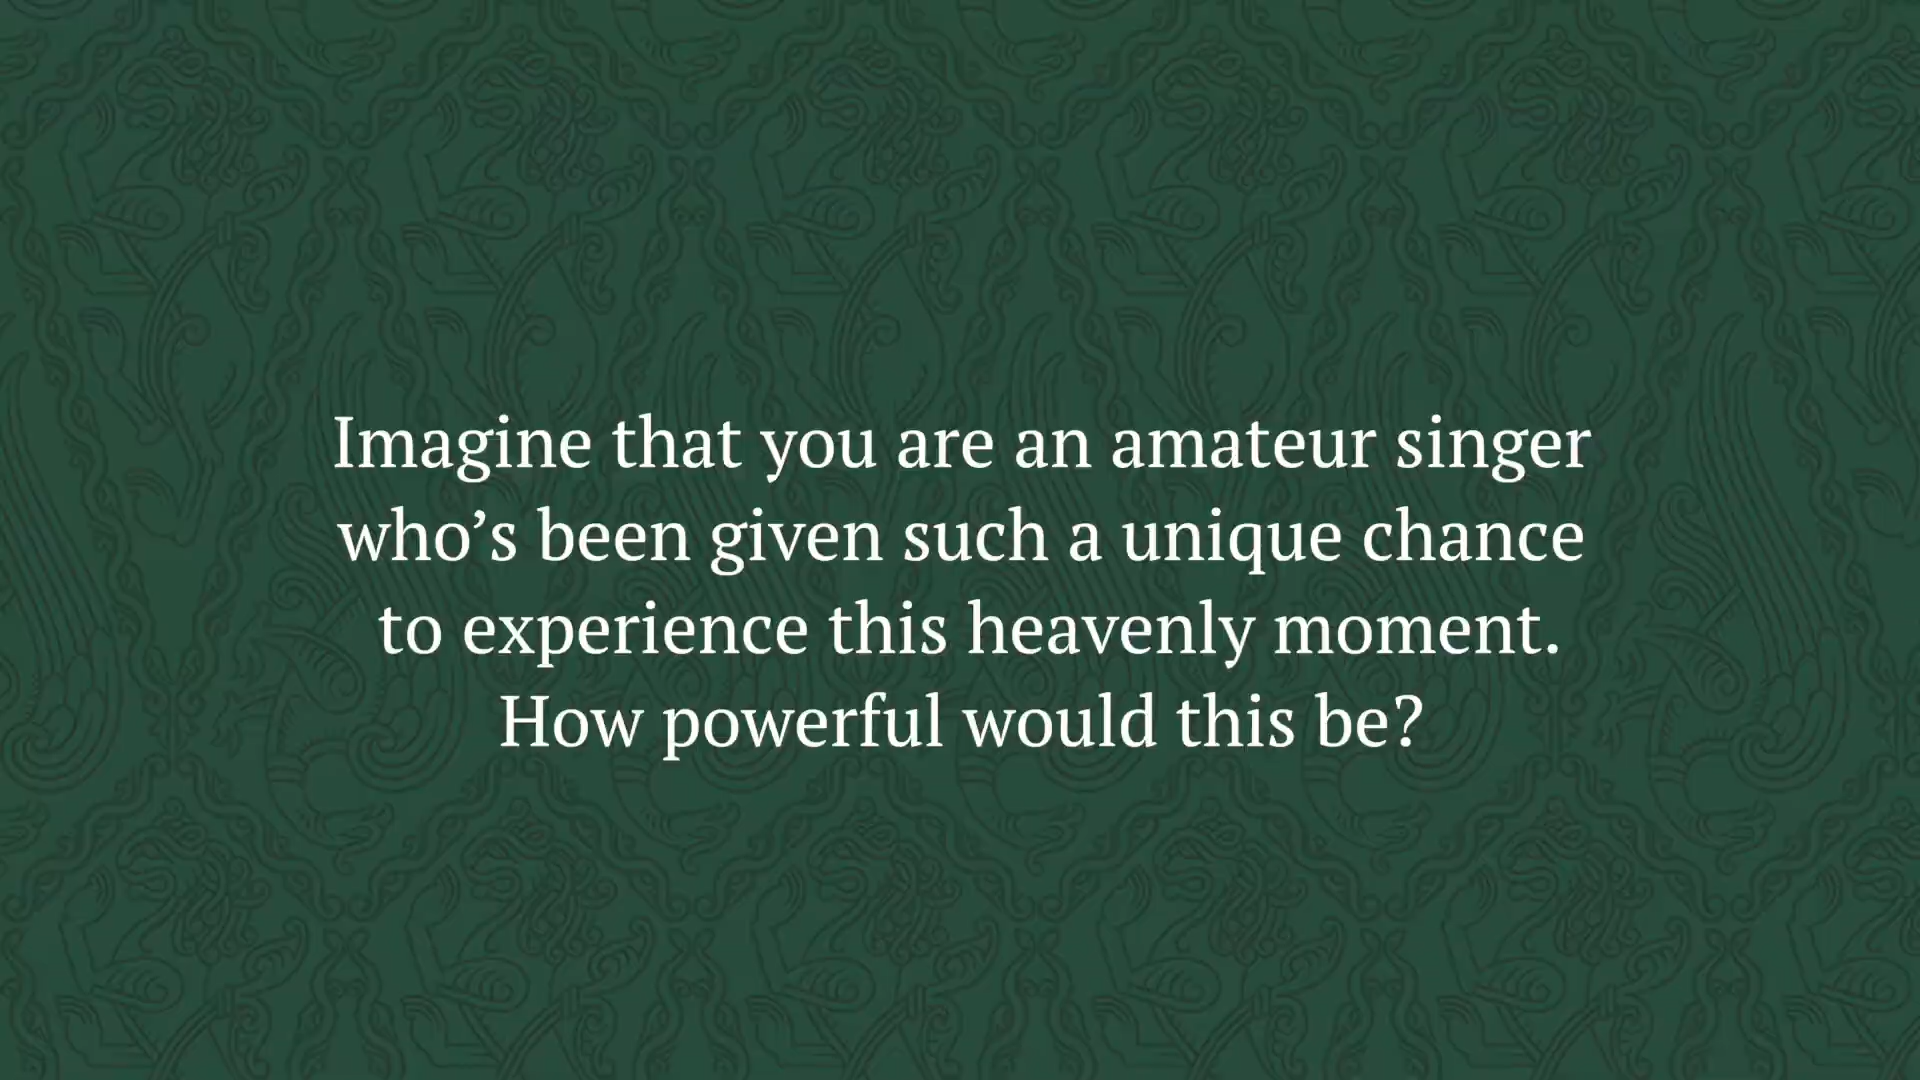 Imagine that you are an amateur singer
who’s been given such a unique chance
to experience this heavenly moment.
How powerful would this be?